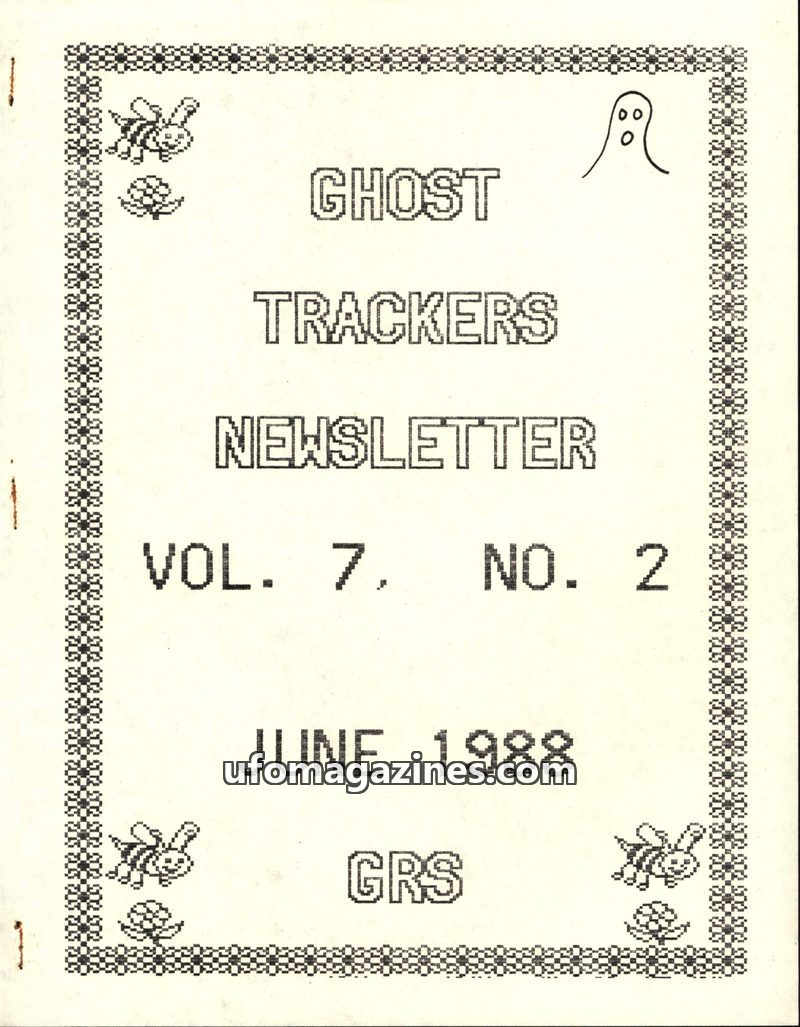 GHOST
TRACKERS
NEWSLETTER
VOL. 7, NO. 2
JUNE 1988
ufomagazines.com
GRS